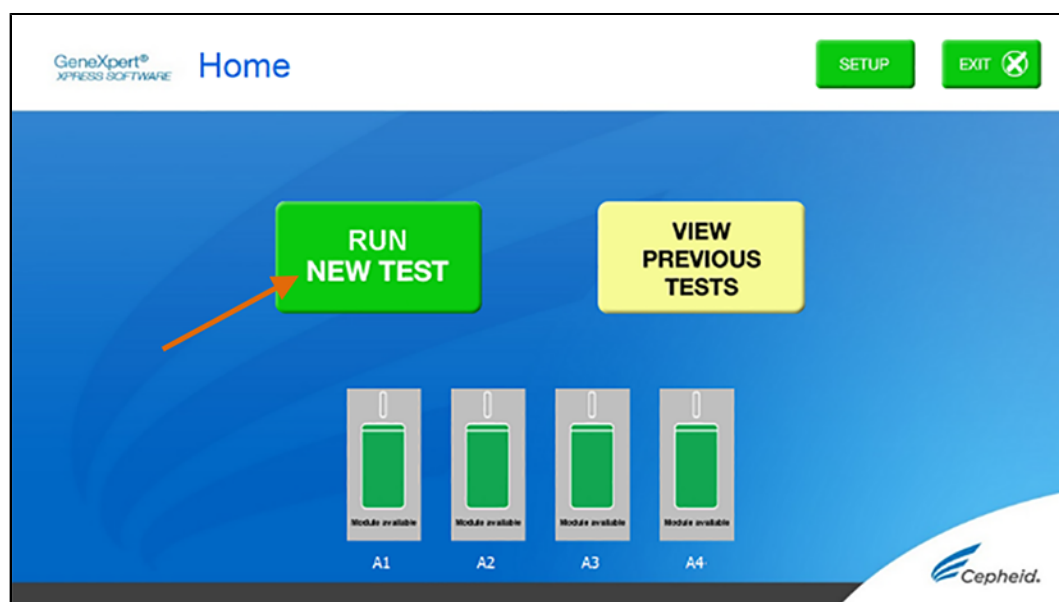 GeneXpert®
XPRESS SOFTWARE
Home
SETUP
EXIT
RUN
NEW TEST
VIEW
PREVIOUS
TESTS
Module available
Module available
Module available
Module available
A1
A2
A3
A4
Cepheid.